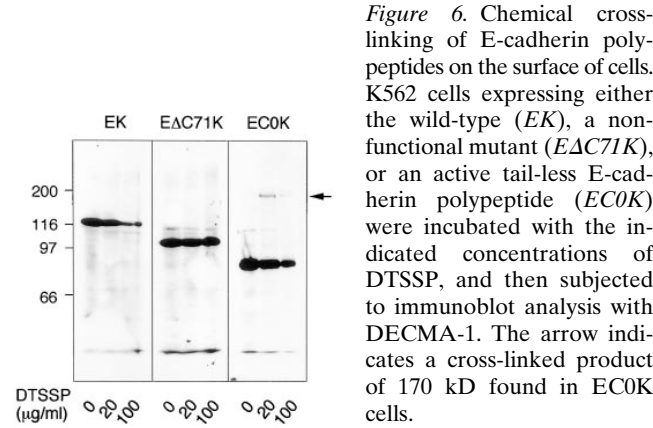 EK EΔC71K EC0K
200
116
97
66
DTSSP
(μg/ml)
0 20 100 0 20 100 0 20 100
Figure 6. Chemical cross-
linking of E-cadherin poly-
peptides on the surface of cells.
K562 cells expressing either
the wild-type (EK), a non-
functional mutant (EΔC71K),
or an active tail-less E-cad-
herin polypeptide (EC0K)
were incubated with the in-
dicated concentrations of
DTSSP, and then subjected
to immunoblot analysis with
DECMA-1. The arrow indi-
cates a cross-linked product
of 170 kD found in EC0K
cells.